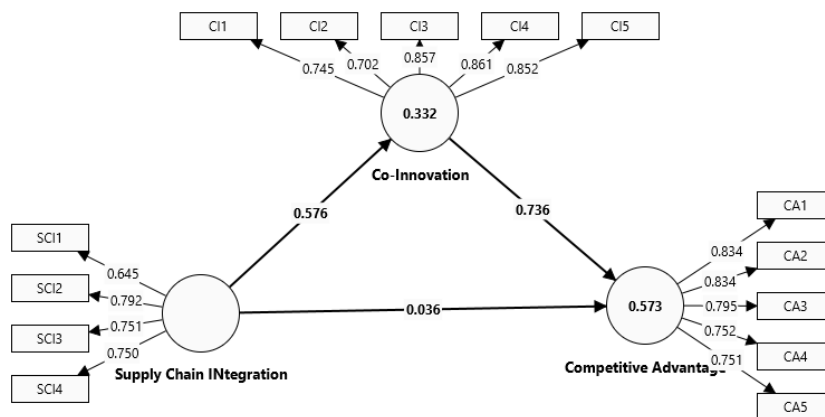 CI1
CI2
CI3
CI4
CI5
0.745
0.702
0.857
0.861
0.852
0.332
Co-Innovation
0.576
0.736
SCI1
SCI2
SCI3
SCI4
0.645
0.792
0.751
0.750
Supply Chain INtegration
0.036
0.573
Competitive Advantage
0.834
0.834
0.795
0.752
0.751
CA1
CA2
CA3
CA4
CA5